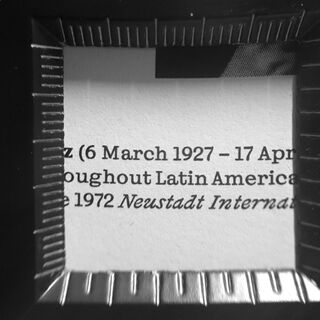 z (6 March 1927 – 17 Apr
oughout Latin America
e 1972 Neustadt Internat